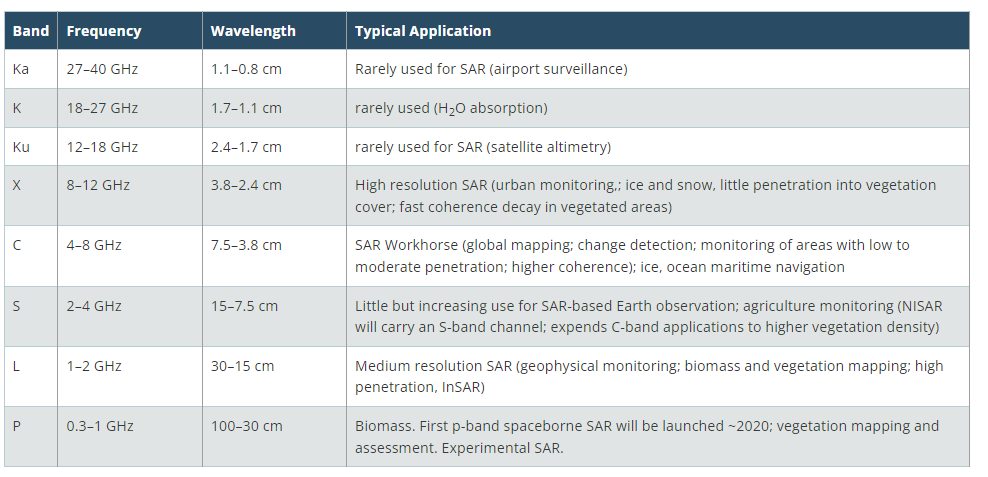 Band Frequency Wavelength Typical Application
Ka 27–40 GHz 1.1–0.8 cm Rarely used for SAR (airport surveillance)
K 18–27 GHz 1.7–1.1 cm rarely used (H₂O absorption)
Ku 12–18 GHz 2.4–1.7 cm rarely used for SAR (satellite altimetry)
X 8–12 GHz 3.8–2.4 cm High resolution SAR (urban monitoring,; ice and snow, little penetration into vegetation
cover; fast coherence decay in vegetated areas)
C 4–8 GHz 7.5–3.8 cm SAR Workhorse (global mapping; change detection; monitoring of areas with low to
moderate penetration; higher coherence); ice, ocean maritime navigation
S 2–4 GHz 15–7.5 cm Little but increasing use for SAR-based Earth observation; agriculture monitoring (NISAR
will carry an S-band channel; expends C-band applications to higher vegetation density)
L 1–2 GHz 30–15 cm Medium resolution SAR (geophysical monitoring; biomass and vegetation mapping; high
penetration, InSAR)
P 0.3–1 GHz 100–30 cm Biomass. First p-band spaceborne SAR will be launched ~2020; vegetation mapping and
assessment. Experimental SAR.